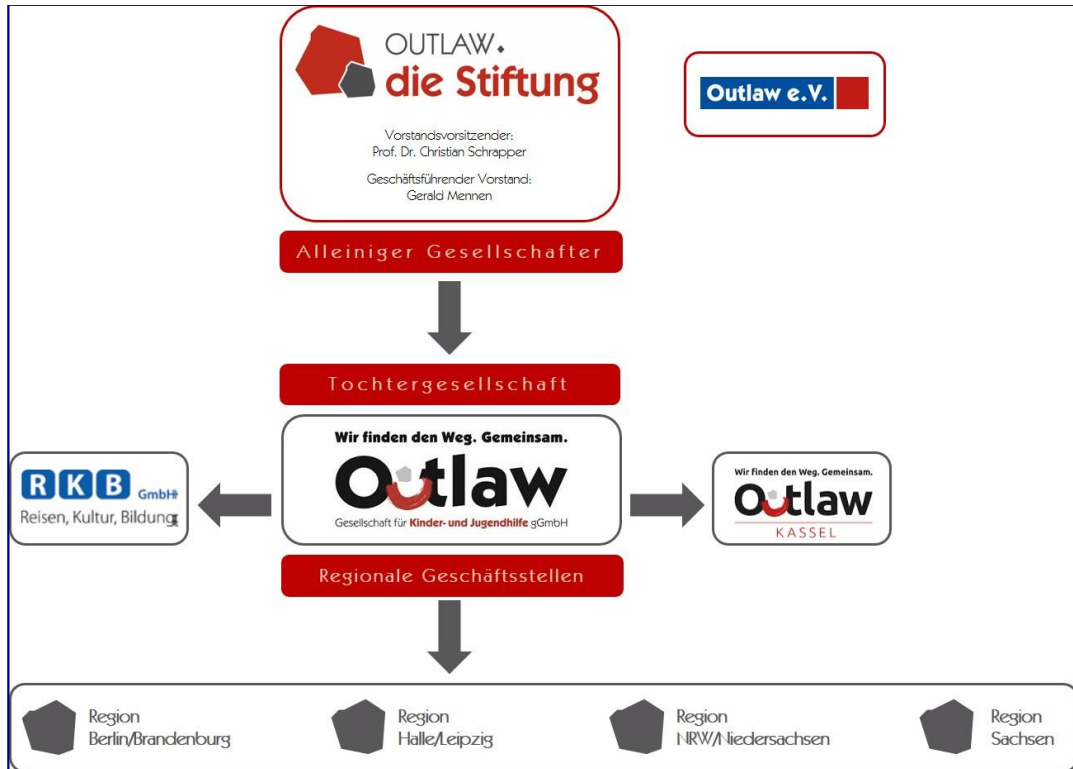 OUTLAW.
die Stiftung
Vorstandsvorsitzender:
Prof. Dr. Christian Schrapper
Geschäftsführender Vorstand:
Gerald Mennen
Outlaw e.V.
Alleiniger Gesellschafter
Tochtergesellschaft
Wir finden den Weg. Gemeinsam.
Outlaw
Gesellschaft für Kinder- und Jugendhilfe gGmbH
RKB GmbH
Reisen, Kultur, Bildung
Wir finden den Weg. Gemeinsam.
Outlaw
KASSEL
Regionale Geschäftsstellen
Region
Berlin/Brandenburg
Region
Halle/Leipzig
Region
NRW/Niedersachsen
Region
Sachsen